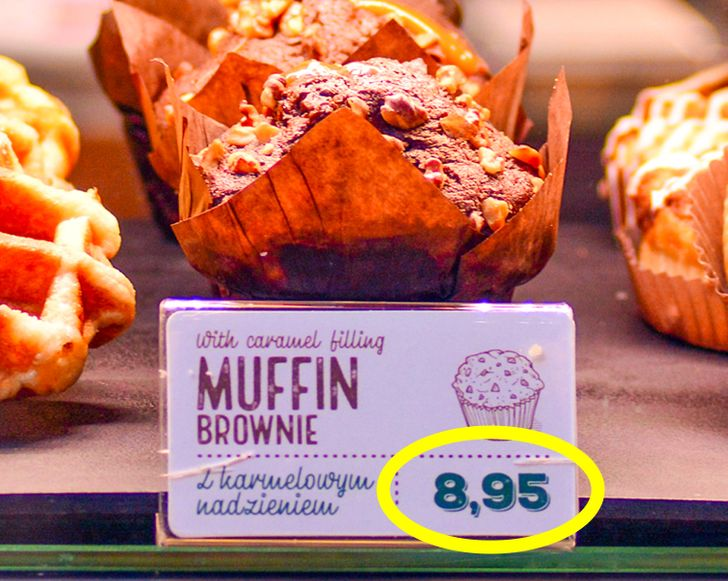 with caramel filling
MUFFIN
BROWNIE
z karmelowym
nadzieniem
8,95